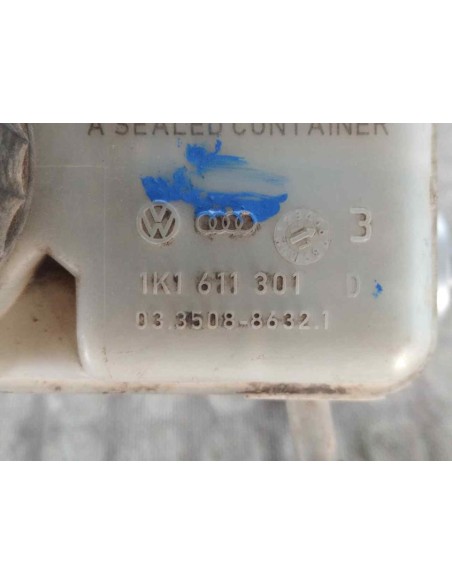 A SEALED CONTAINER
3
1K1 611 301 D
03.3508-8632.1